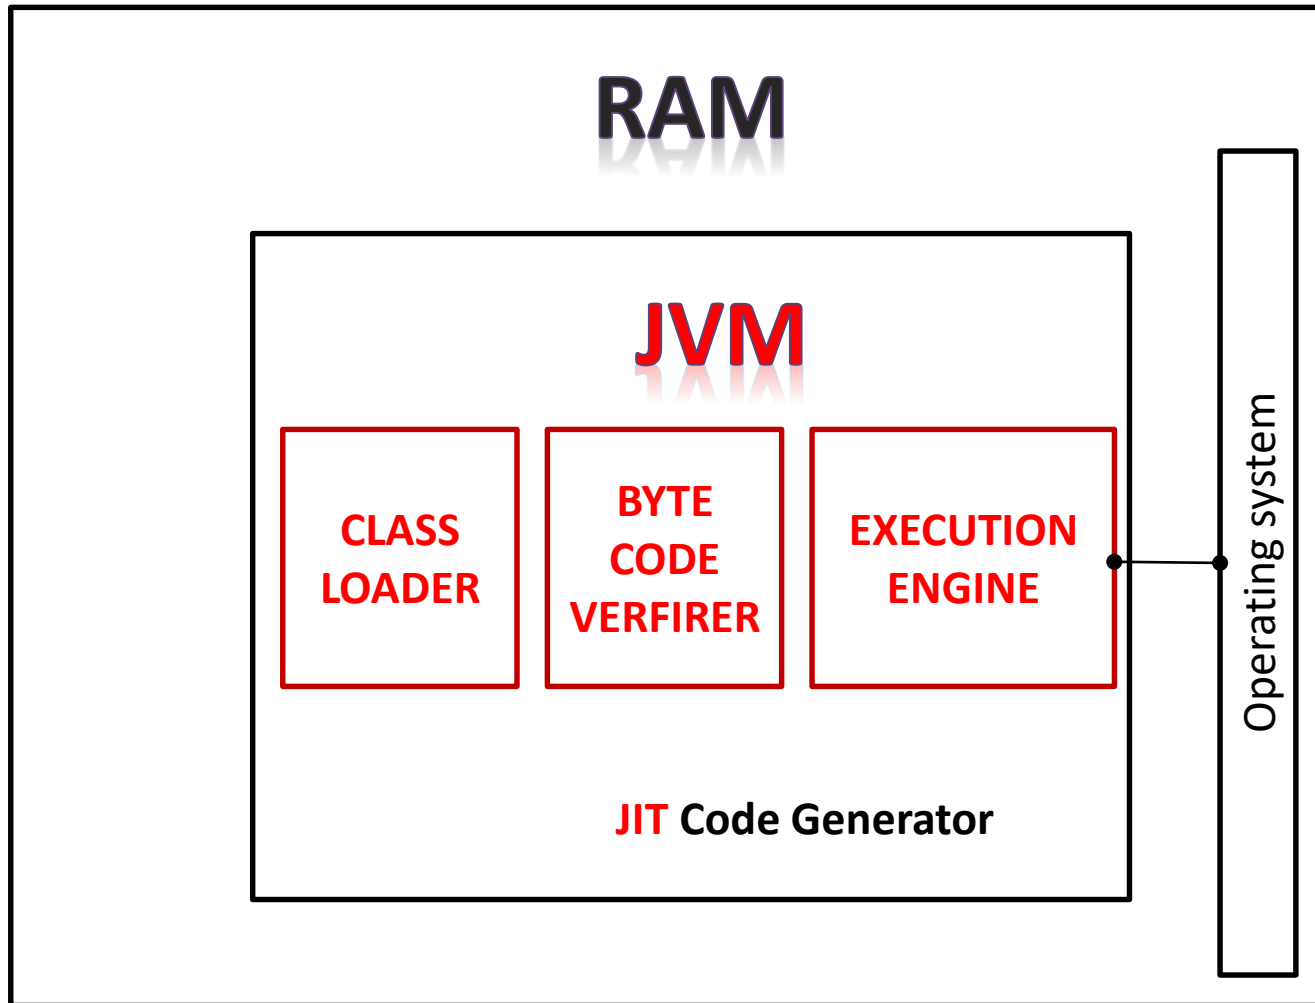 RAM
JVM
CLASS
LOADER
BYTE
CODE
VERFIRER
EXECUTION
ENGINE
Operating system
JIT Code Generator